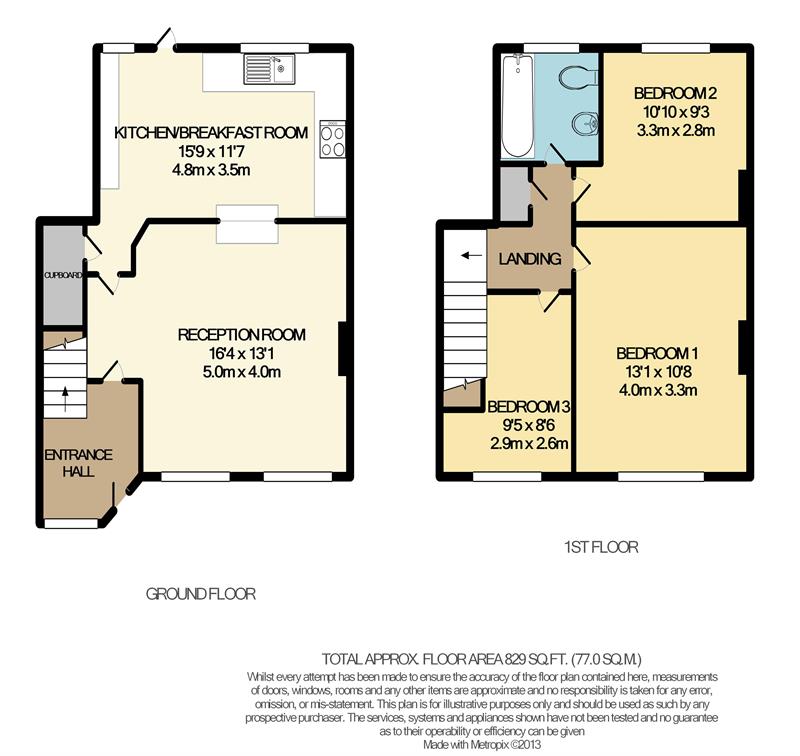 KITCHEN/BREAKFAST ROOM
15'9 x 11'7
4.8m x 3.5m
CUPBOARD
RECEPTION ROOM
16'4 x 13'1
5.0m x 4.0m
ENTRANCE
HALL
GROUND FLOOR
BEDROOM 2
10'10 x 9'3
3.3m x 2.8m
LANDING
BEDROOM 1
13'1 x 10'8
4.0m x 3.3m
BEDROOM 3
9'5 x 8'6
2.9m x 2.6m
1ST FLOOR
TOTAL APPROX. FLOOR AREA 829 SQ.FT. (77.0 SQ.M.)
Whilst every attempt has been made to ensure the accuracy of the floor plan contained here, measurements
of doors, windows, rooms and any other items are approximate and no responsibility is taken for any error,
omission, or mis-statement. This plan is for illustrative purposes only and should be used as such by any
prospective purchaser. The services, systems and appliances shown have not been tested and no guarantee
as to their operability or efficiency can be given
Made with Metropix ©2013